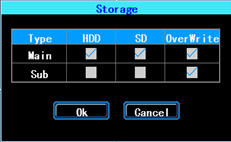 Storage
Type HDD SD OverWrite
Main
Sub
Ok Cancel